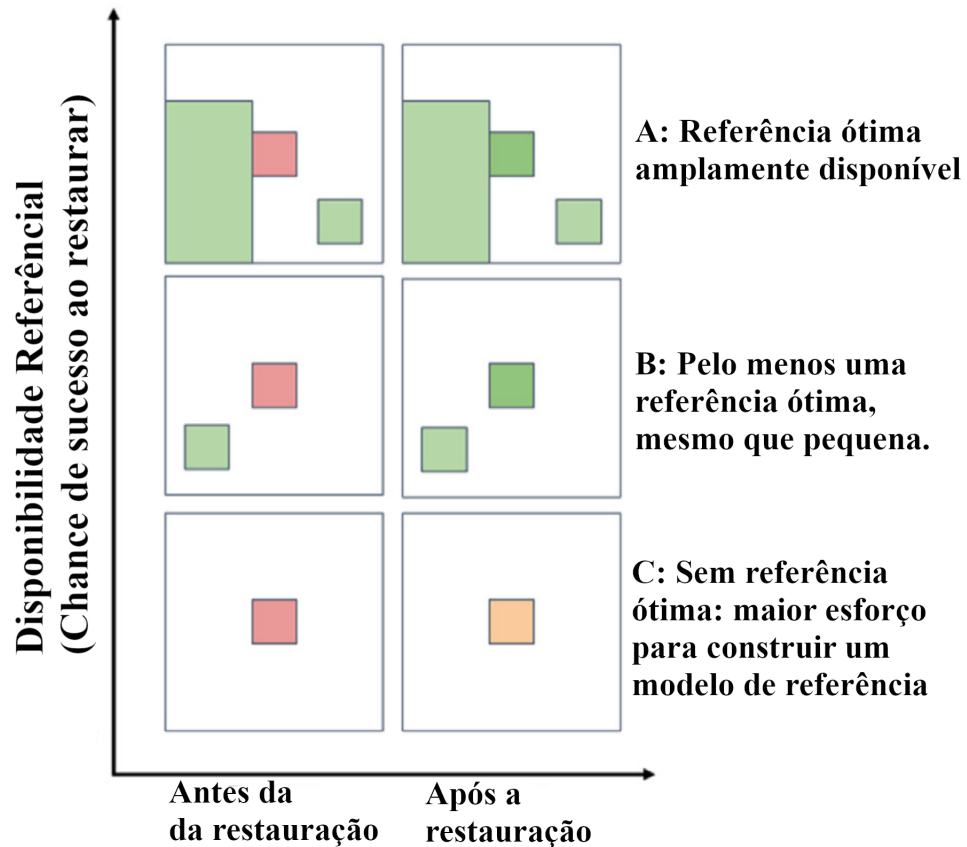 Disponibilidade Referêncial
(Chance de sucesso ao restaurar)
A: Referência ótima
amplamente disponível
B: Pelo menos uma
referência ótima,
mesmo que pequena.
C: Sem referência
ótima: maior esforço
para construir um
modelo de referência
Antes da
da restauração
Após a
restauração